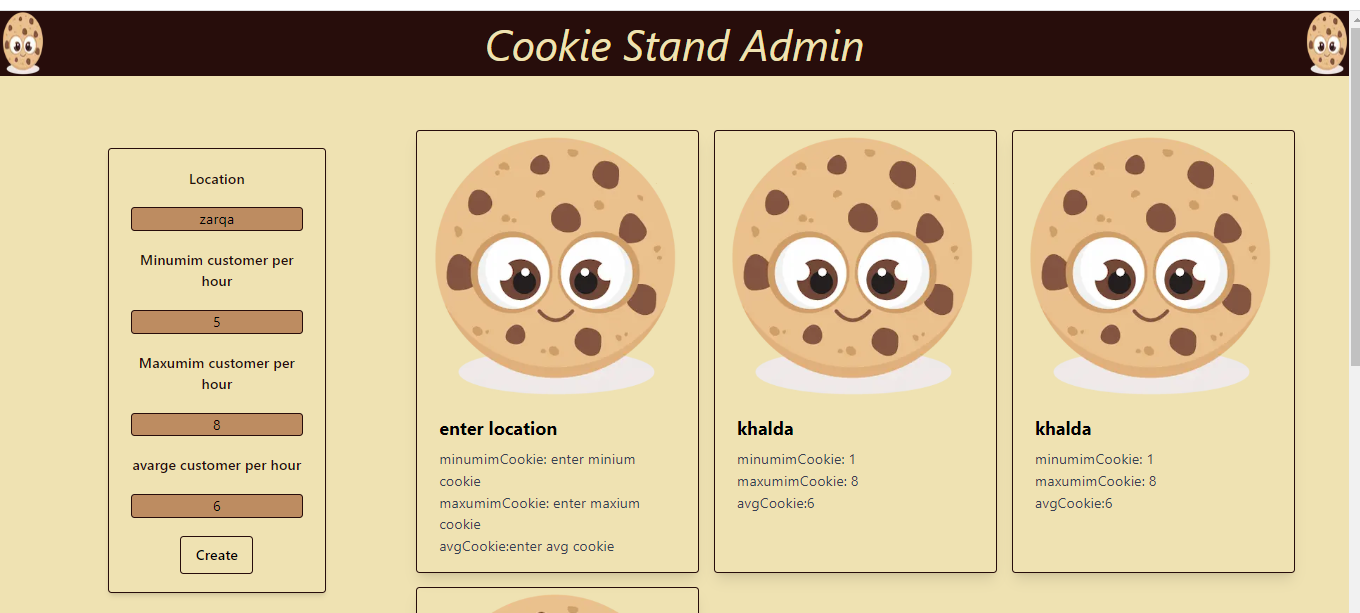 Cookie Stand Admin
Location
zarqa
Minumim customer per
hour
5
Maxumim customer per
hour
8
avarge customer per hour
6
Create
enter location
minumimCookie: enter minium
cookie
maxumimCookie: enter maxium
cookie
avgCookie:enter avg cookie
khalda
minumimCookie: 1
maxumimCookie: 8
avgCookie:6
khalda
minumimCookie: 1
maxumimCookie: 8
avgCookie:6